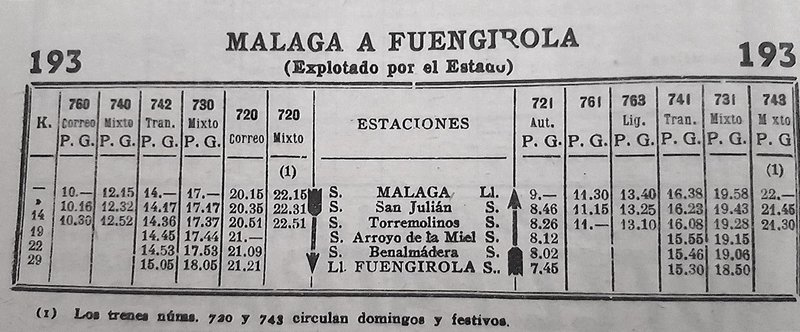 MALAGA A FUENGIROLA
193 (Explotado por el Estado) 193
760 740 742 730 720 720 721 761 763 741 731 743
K. Correo Mixto Tran. Mixto Correo Mixto ESTACIONES Aut. Lig. Tran. Mixto M xto
P. G. P. G. P. G. P. G. P. G. P. G. P. G. P. G. P. G. P. G.
(1) (1)
— 10.— 12.15 14.— 17.— 20.15 22.15 S. MALAGA Ll. 9.— 11.30 13.40 16.38 19.58 22.—
» 10.16 12.32 14.17 17.17 20.35 22.31 S. San Julián S. 8.46 11.15 13.25 16.23 19.43 21.45
14 10.36 12.52 14.36 17.37 20.51 22.51 S. Torremolinos S. 8.26 11.— 13.10 16.08 19.28 21.30
19 14.45 17.44 21.— S. Arroyo de la Miel S. 8.12 15.55 19.15
22 14.53 17.53 21.09 S. Benalmádera S. 8.02 15.46 19.06
29 15.05 18.05 21.21 Ll. FUENGIROLA S.. 7.45 15.30 18.50
(1) Los trenes núms. 720 y 743 circulan domingos y festivos.